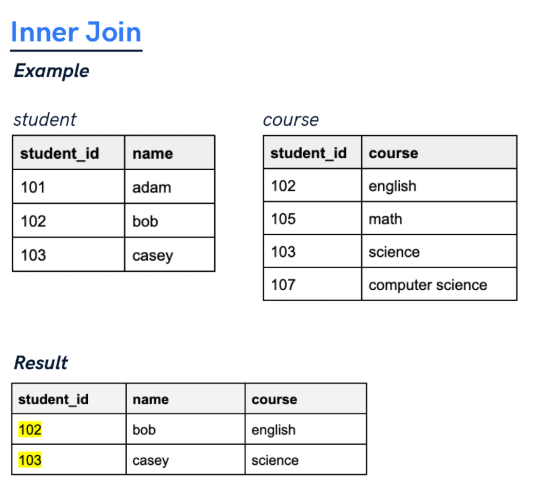 Inner Join
Example
student
student_id name
101 adam
102 bob
103 casey
course
student_id course
102 english
105 math
103 science
107 computer science
Result
student_id name course
102 bob english
103 casey science